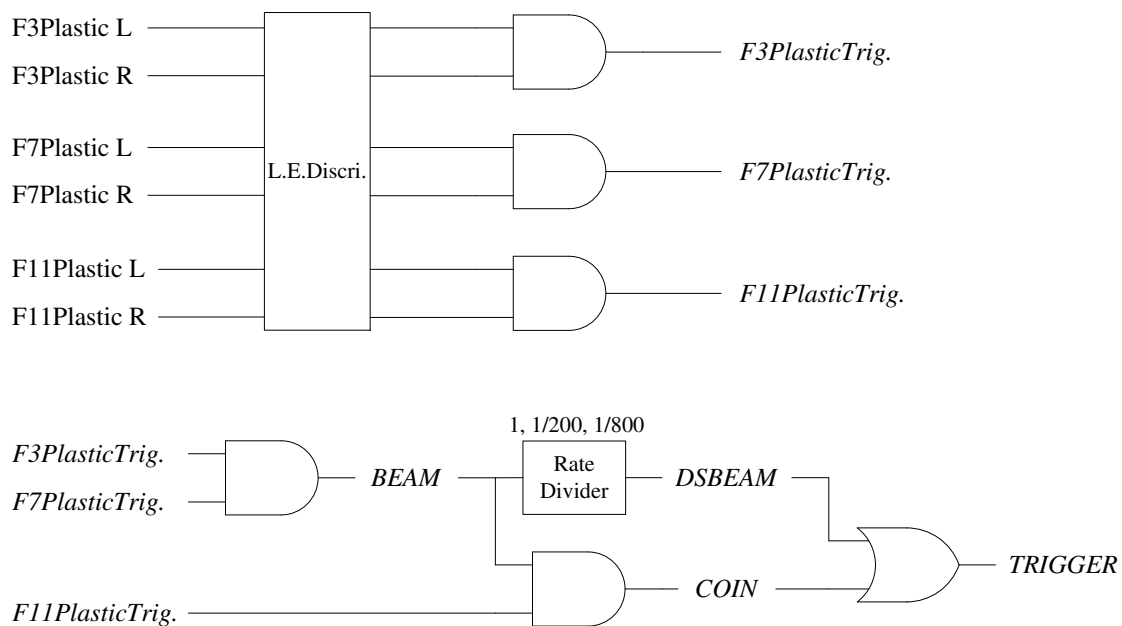 F3Plastic L
F3PlasticTrig.
F3Plastic R
F7Plastic L
L.E.Discri.
F7PlasticTrig.
F7Plastic R
F11Plastic L
F11PlasticTrig.
F11Plastic R
1, 1/200, 1/800
F3PlasticTrig.
Rate
Divider
BEAM
DSBEAM
F7PlasticTrig.
TRIGGER
COIN
F11PlasticTrig.